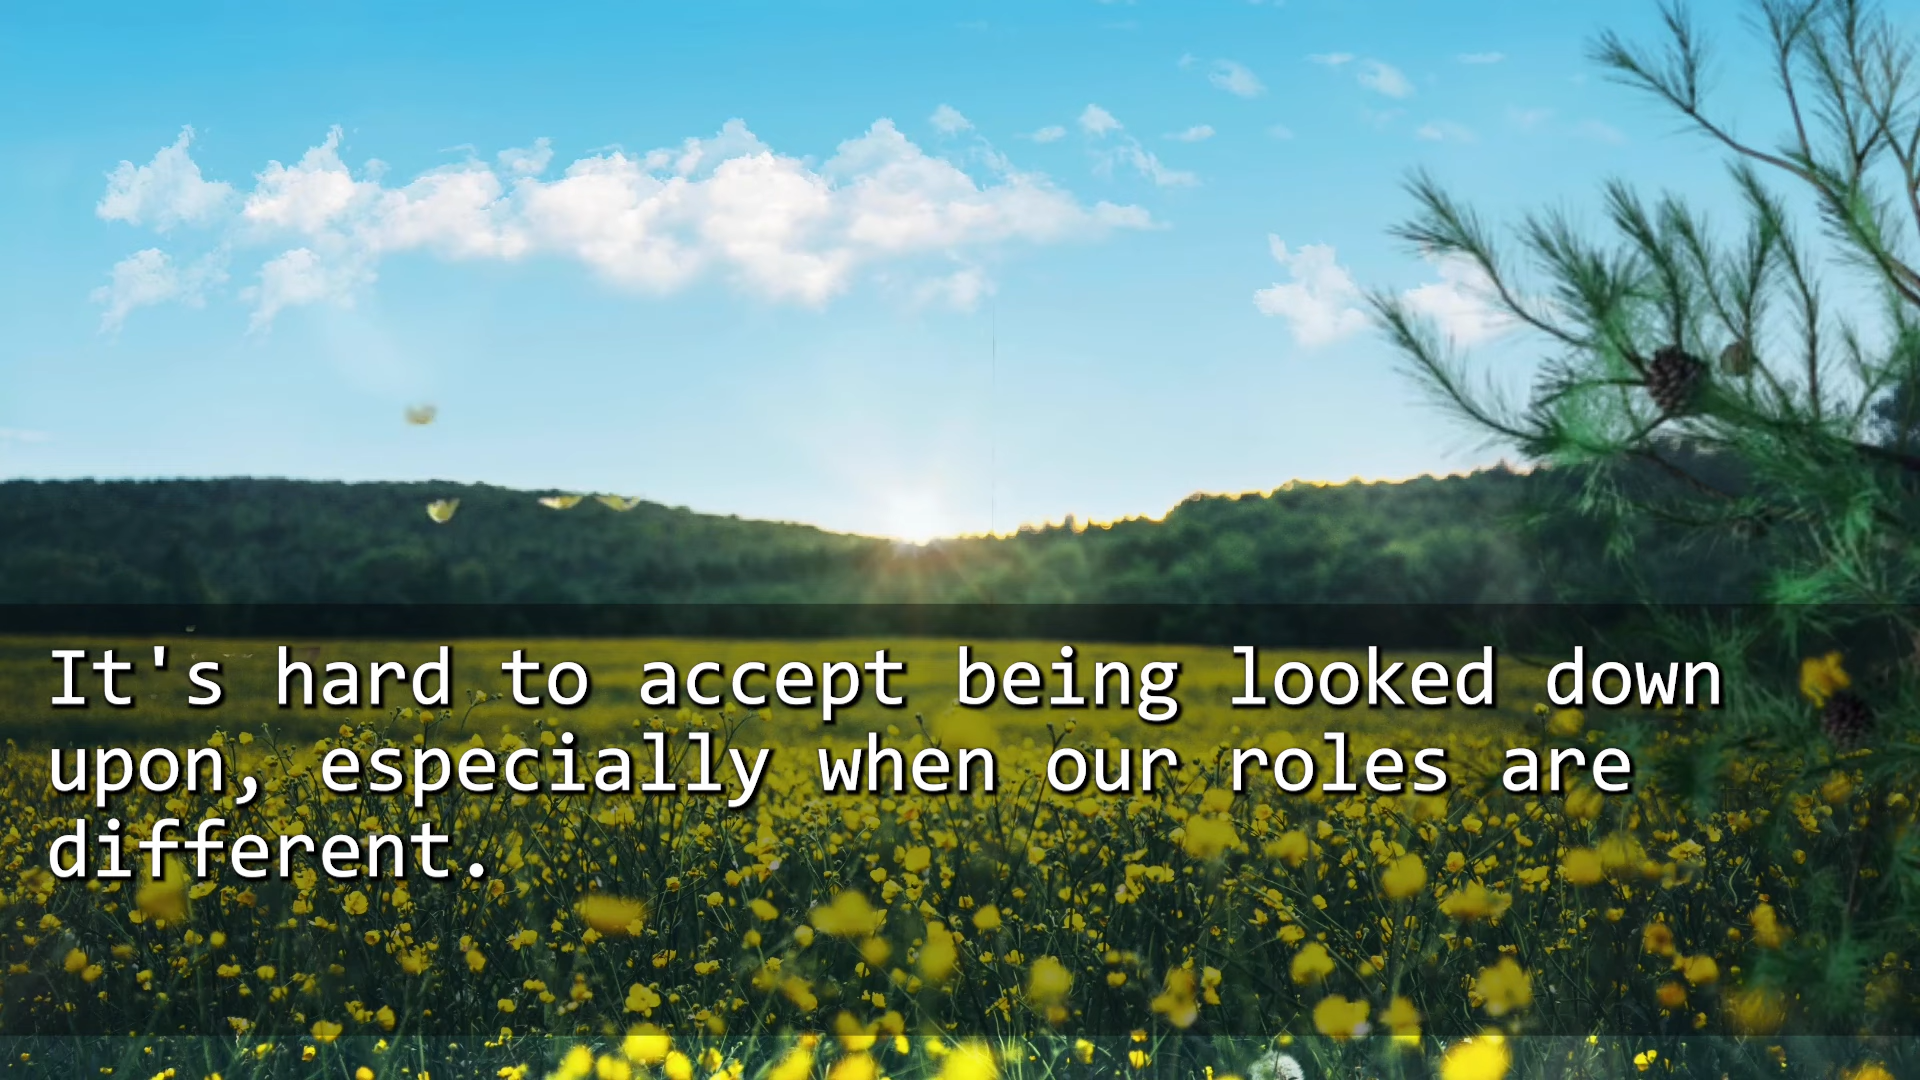 It's hard to accept being looked down
upon, especially when our roles are
different.